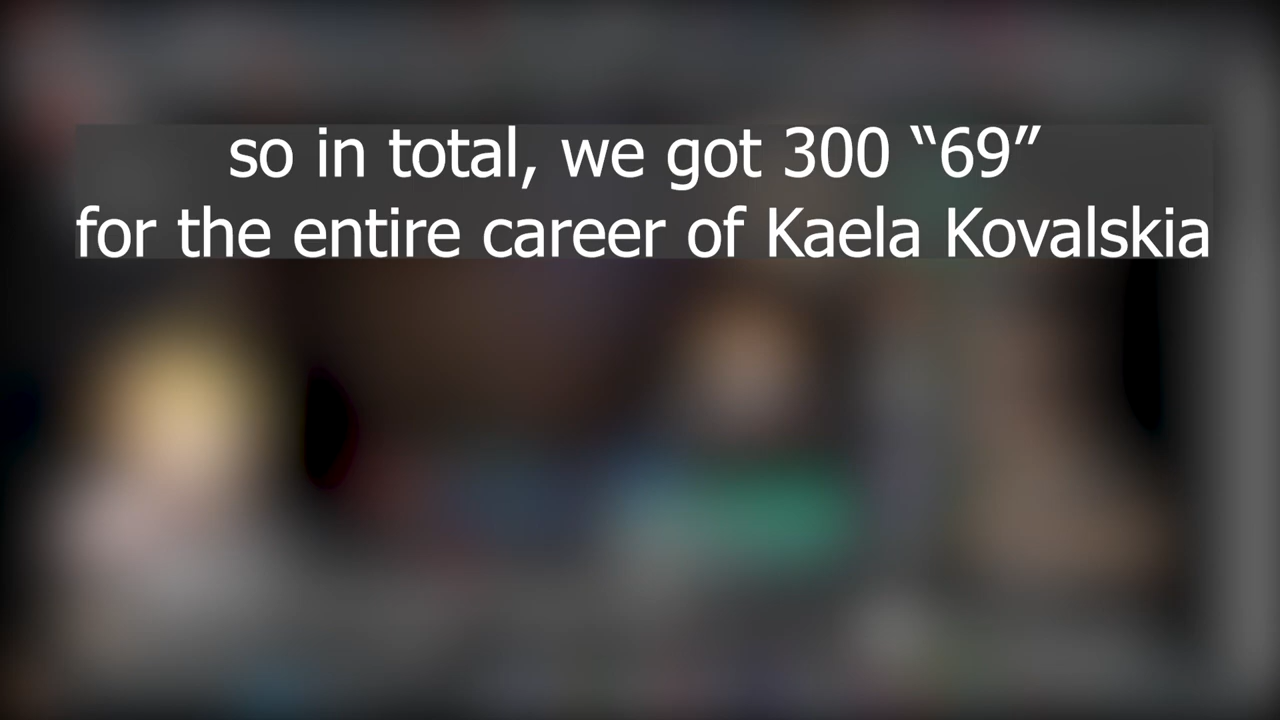 so in total, we got 300 “69”
for the entire career of Kaela Kovalskia